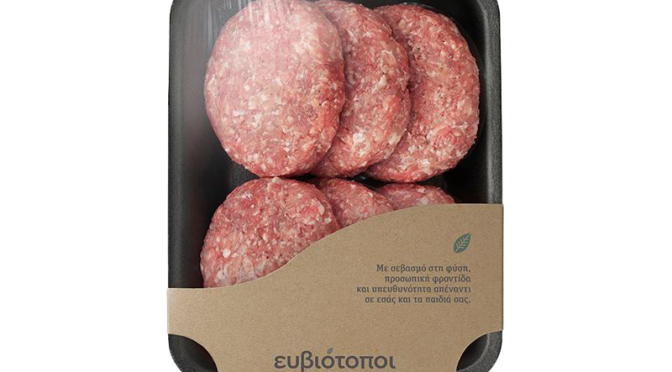 Με σεβασμό στη φύση,
προσωπική φροντίδα
και υπευθυνότητα απέναντι
σε εσάς και τα παιδιά σας.
ευβιότοποι